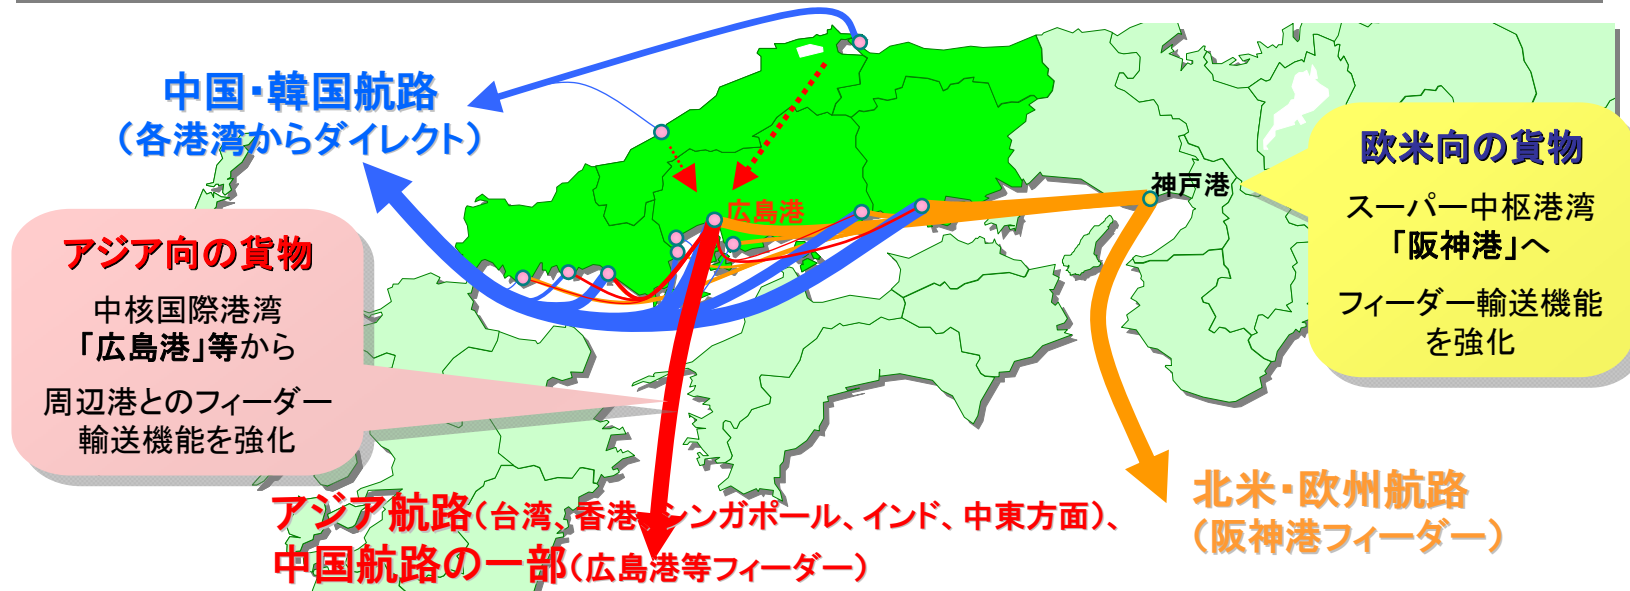 中国・韓国航路
（各港湾からダイレクト）
欧米向の貨物
スーパー中枢港湾
「阪神港」へ
フィーダー輸送機能
を強化
神戸港
広島港
アジア向の貨物
中核国際港湾
「広島港」等から
周辺港とのフィーダー
輸送機能を強化
アジア航路（台湾、香港、シンガポール、インド、中東方面）、
中国航路の一部（広島港等フィーダー）
北米・欧州航路
（阪神港フィーダー）